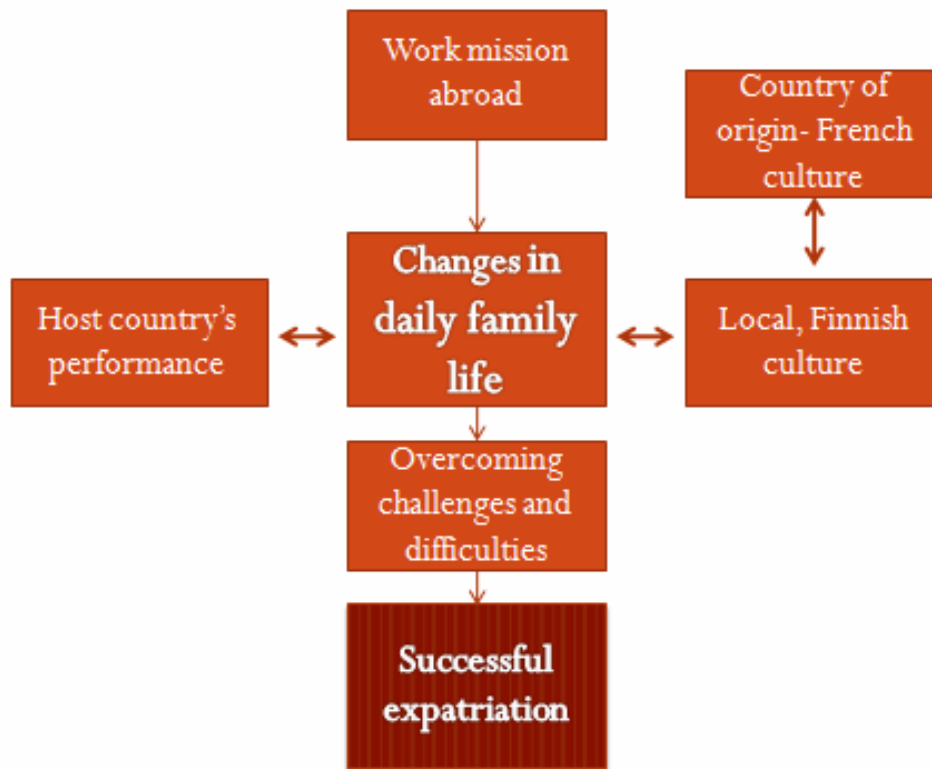 Work mission
abroad
Country of
origin- French
culture
Changes in
daily family
life
Host country’s
performance
Local, Finnish
culture
Overcoming
challenges and
difficulties
Successful
expatriation